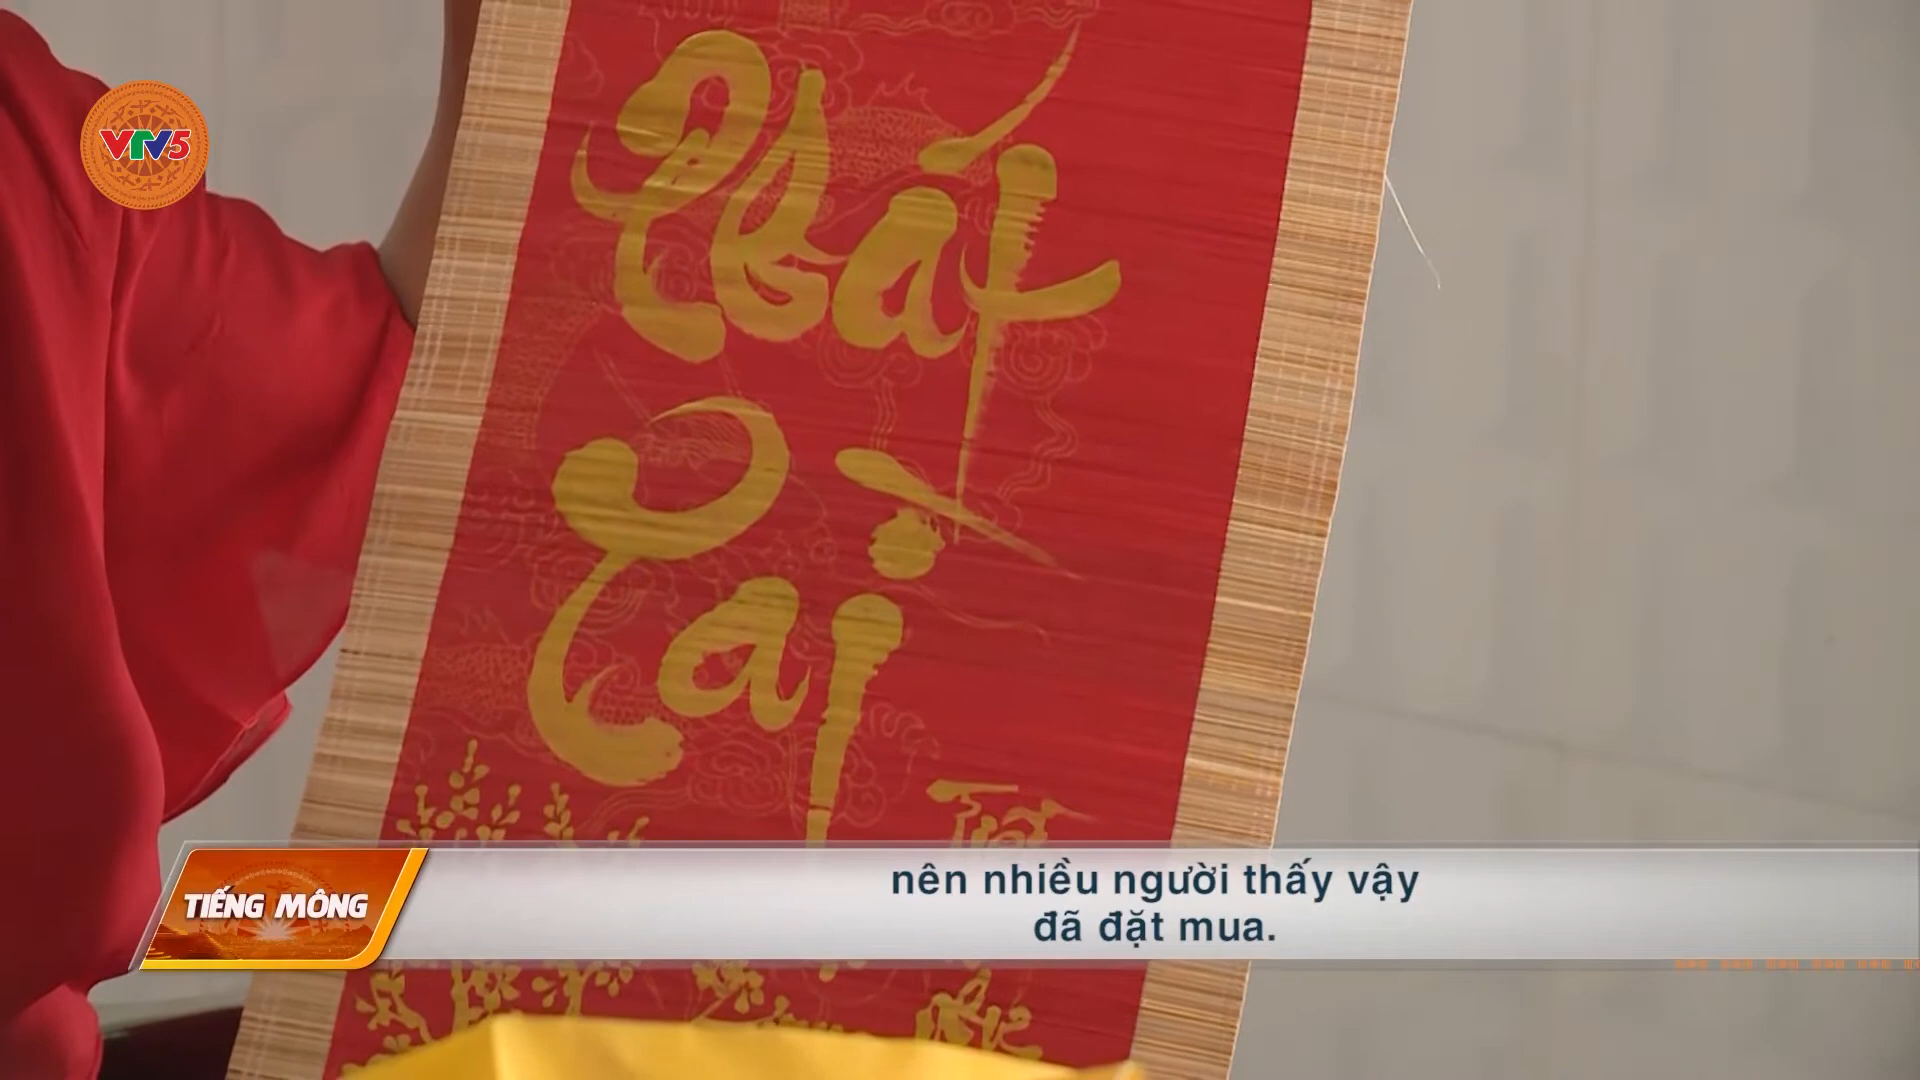 VTV5
Phát
Tài
TIẾNG MÔNG
nên nhiều người thấy vậy
đã đặt mua.